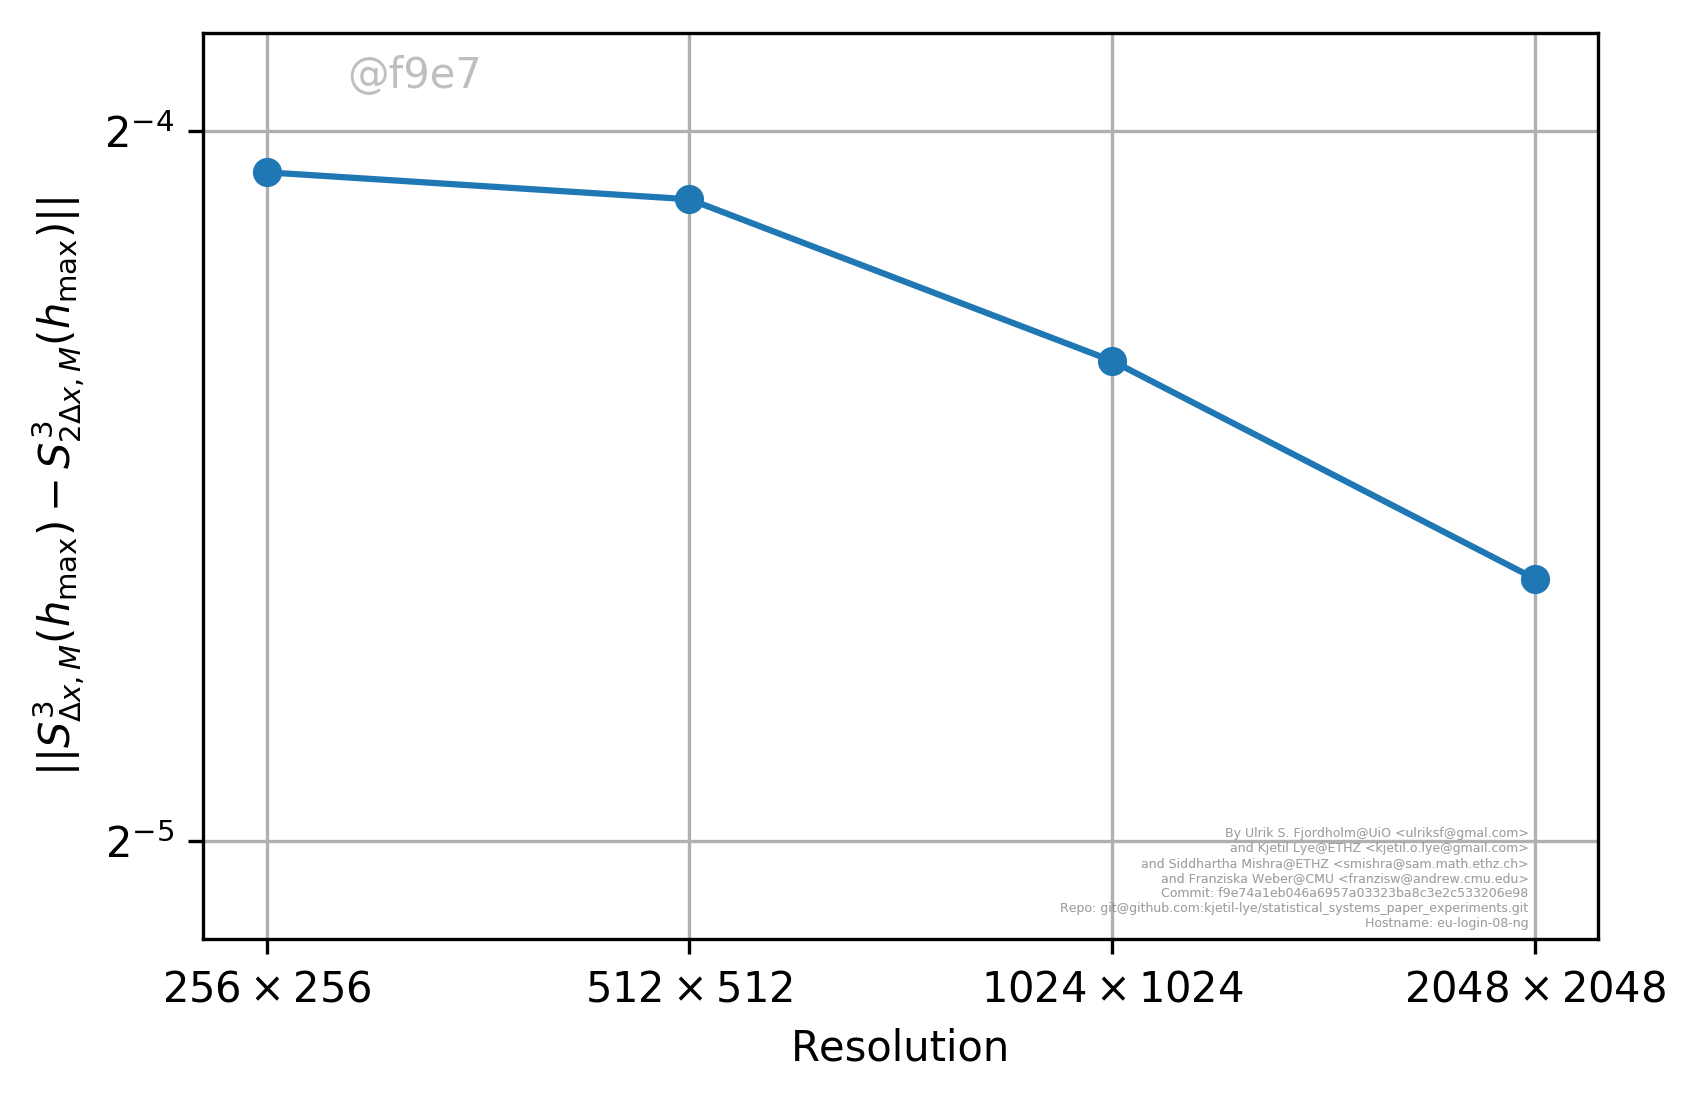 @f9e7
2⁻⁴
2⁻⁵
||S³_{Δx, M}(h_max) − S³_{2Δx, M}(h_max)||
By Ulrik S. Fjordholm@UiO <ulriksf@gmal.com>
and Kjetil Lye@ETHZ <kjetil.o.lye@gmail.com>
and Siddhartha Mishra@ETHZ <smishra@sam.math.ethz.ch>
and Franziska Weber@CMU <franzisw@andrew.cmu.edu>
Commit: f9e74a1eb046a6957a03323ba8c3e2c533206e98
Repo: git@github.com:kjetil-lye/statistical_systems_paper_experiments.git
Hostname: eu-login-08-ng
256 × 256 512 × 512 1024 × 1024 2048 × 2048
Resolution